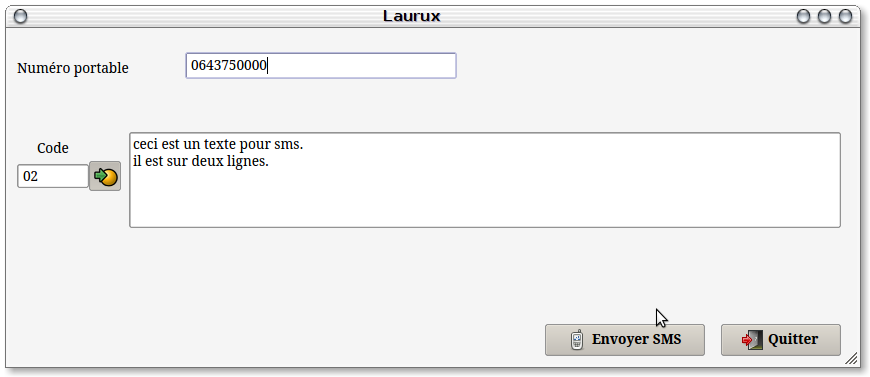 Laurux
Numéro portable
0643750000
Code
02
ceci est un texte pour sms.
il est sur deux lignes.
Envoyer SMS
Quitter